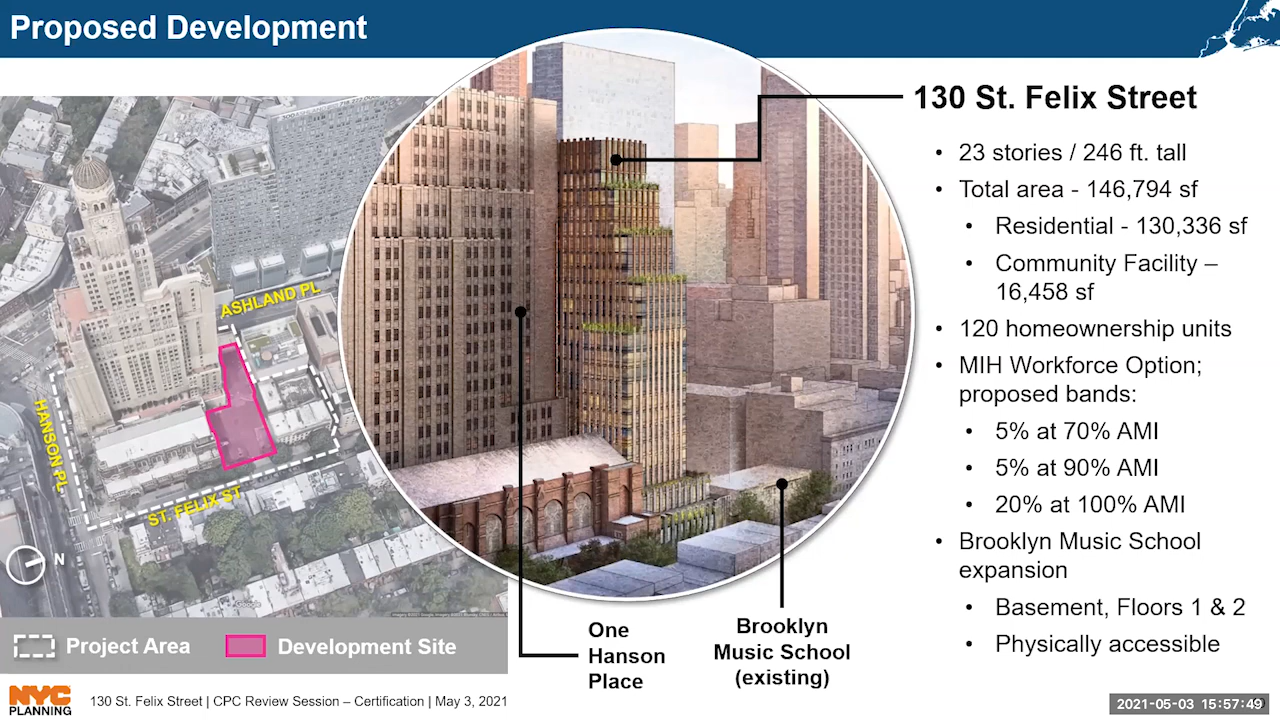 Proposed Development
130 St. Felix Street
• 23 stories / 246 ft. tall
• Total area - 146,794 sf
• Residential - 130,336 sf
• Community Facility –
16,458 sf
• 120 homeownership units
• MIH Workforce Option;
proposed bands:
• 5% at 70% AMI
• 5% at 90% AMI
• 20% at 100% AMI
• Brooklyn Music School
expansion
• Basement, Floors 1 & 2
• Physically accessible
ASHLAND PL
HANSON PL
ST. FELIX ST
N
Google
Project Area
Development Site
One
Hanson
Place
Brooklyn
Music School
(existing)
NYC
PLANNING
130 St. Felix Street | CPC Review Session – Certification | May 3, 2021
2021-05-03 15:57:49